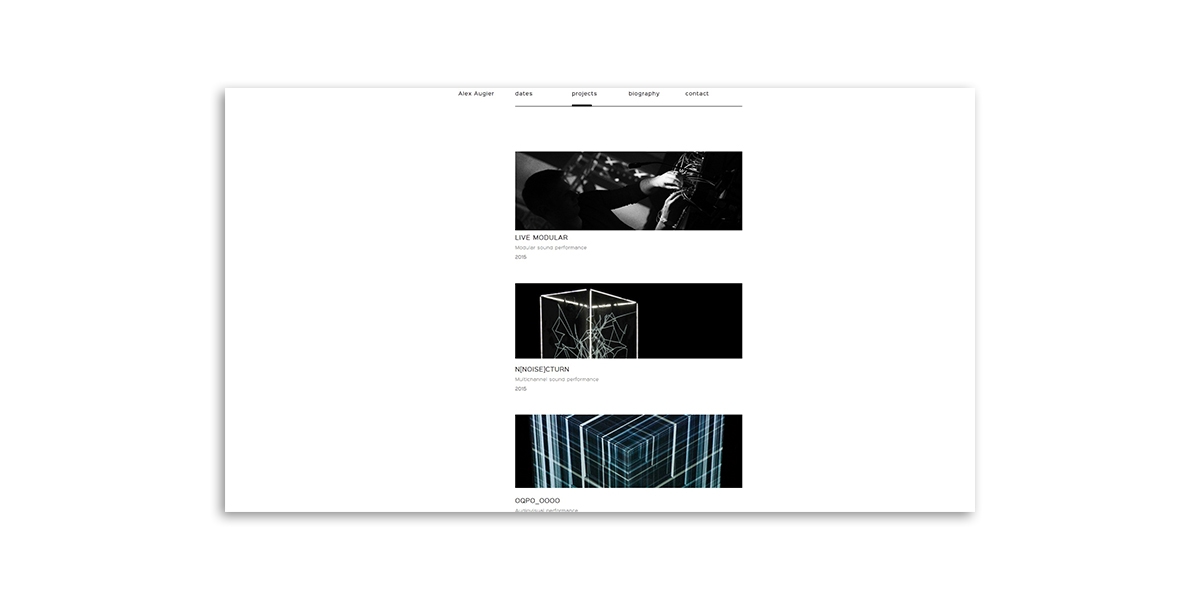 Alex Augier dates projects biography contact
LIVE MODULAR
Modular sound performance
2016
N[NOISE]CTURN
Multichannel sound performance
2015
OQPO_OOOO
Audiovisual performance